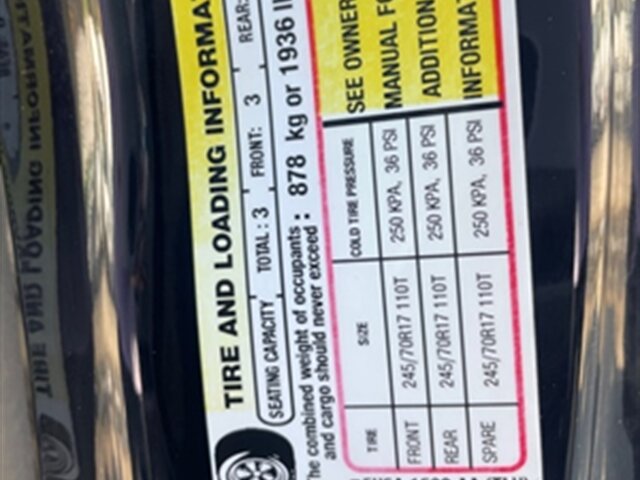 TIRE AND LOADING INFORMA
SEATING CAPACITY TOTAL: 3 FRONT: 3 REAR:
The combined weight of occupants
and cargo should never exceed : 878 kg or 1936
TIRE SIZE COLD TIRE PRESSURE
FRONT 245/70R17 110T 250 KPA, 36 PSI
REAR 245/70R17 110T 250 KPA, 36 PSI
SPARE 245/70R17 110T 250 KPA, 36 PSI
SEE OWNER
MANUAL FO
ADDITION
INFORMAT